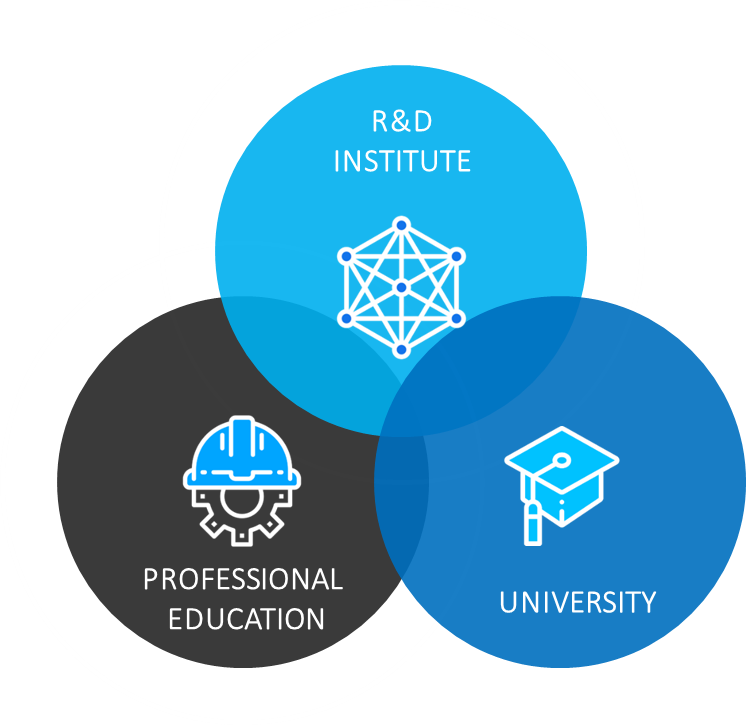 R&D
INSTITUTE
PROFESSIONAL
EDUCATION
UNIVERSITY